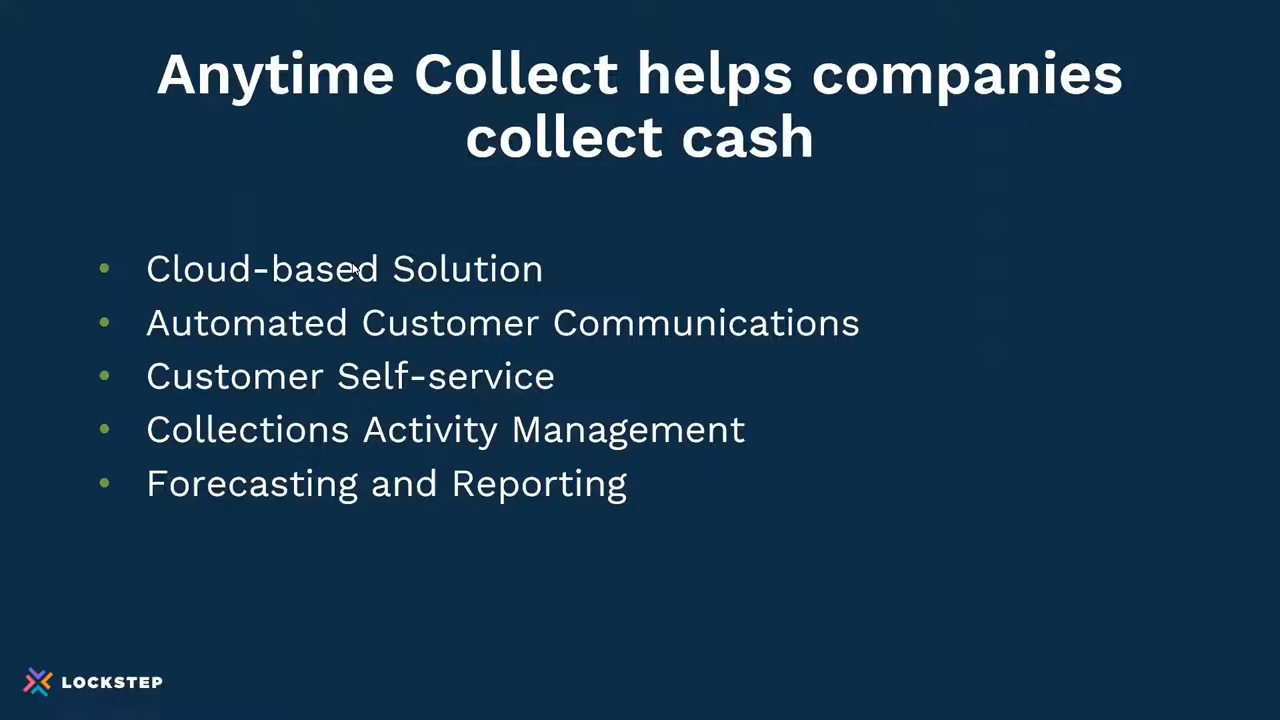 Anytime Collect helps companies
collect cash
• Cloud-based Solution
• Automated Customer Communications
• Customer Self-service
• Collections Activity Management
• Forecasting and Reporting
LOCKSTEP